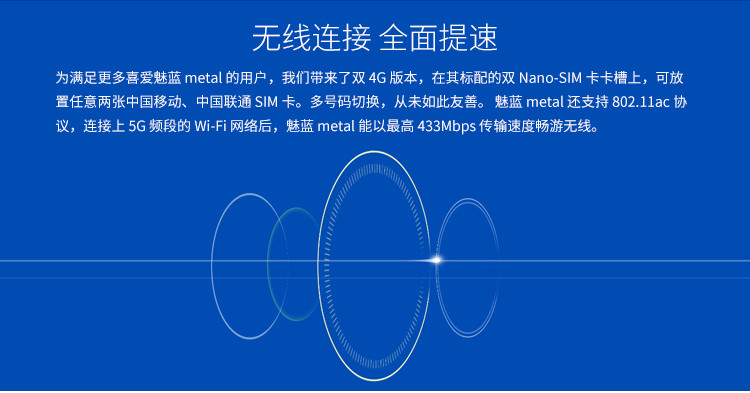 无线连接 全面提速
为满足更多喜爱魅蓝 metal 的用户，我们带来了双 4G 版本，在其标配的双 Nano-SIM 卡卡槽上，可放
置任意两张中国移动、中国联通 SIM 卡。多号码切换，从未如此友善。 魅蓝 metal 还支持 802.11ac 协
议，连接上 5G 频段的 Wi-Fi 网络后，魅蓝 metal 能以最高 433Mbps 传输速度畅游无线。